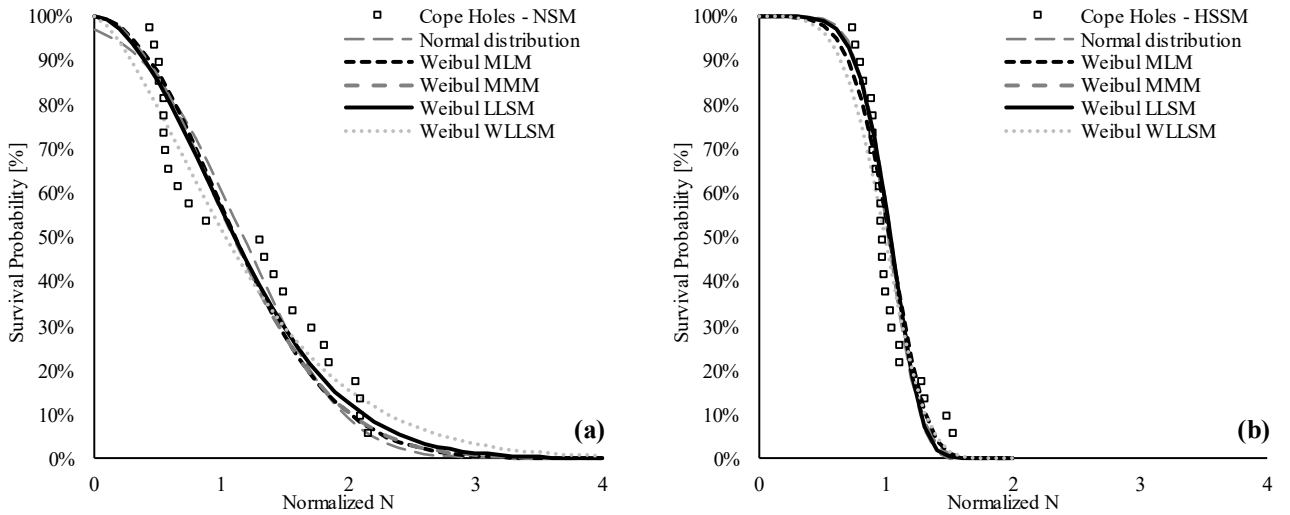 100%
90%
80%
70%
60%
50%
40%
30%
20%
10%
0%
Survival Probability [%]
0 1 2 3 4
Normalized N
Cope Holes - NSM
Normal distribution
Weibul MLM
Weibul MMM
Weibul LLSM
Weibul WLLSM
(a)
100%
90%
80%
70%
60%
50%
40%
30%
20%
10%
0%
Survival Probability [%]
0 1 2 3 4
Normalized N
Cope Holes - HSSM
Normal distribution
Weibul MLM
Weibul MMM
Weibul LLSM
Weibul WLLSM
(b)